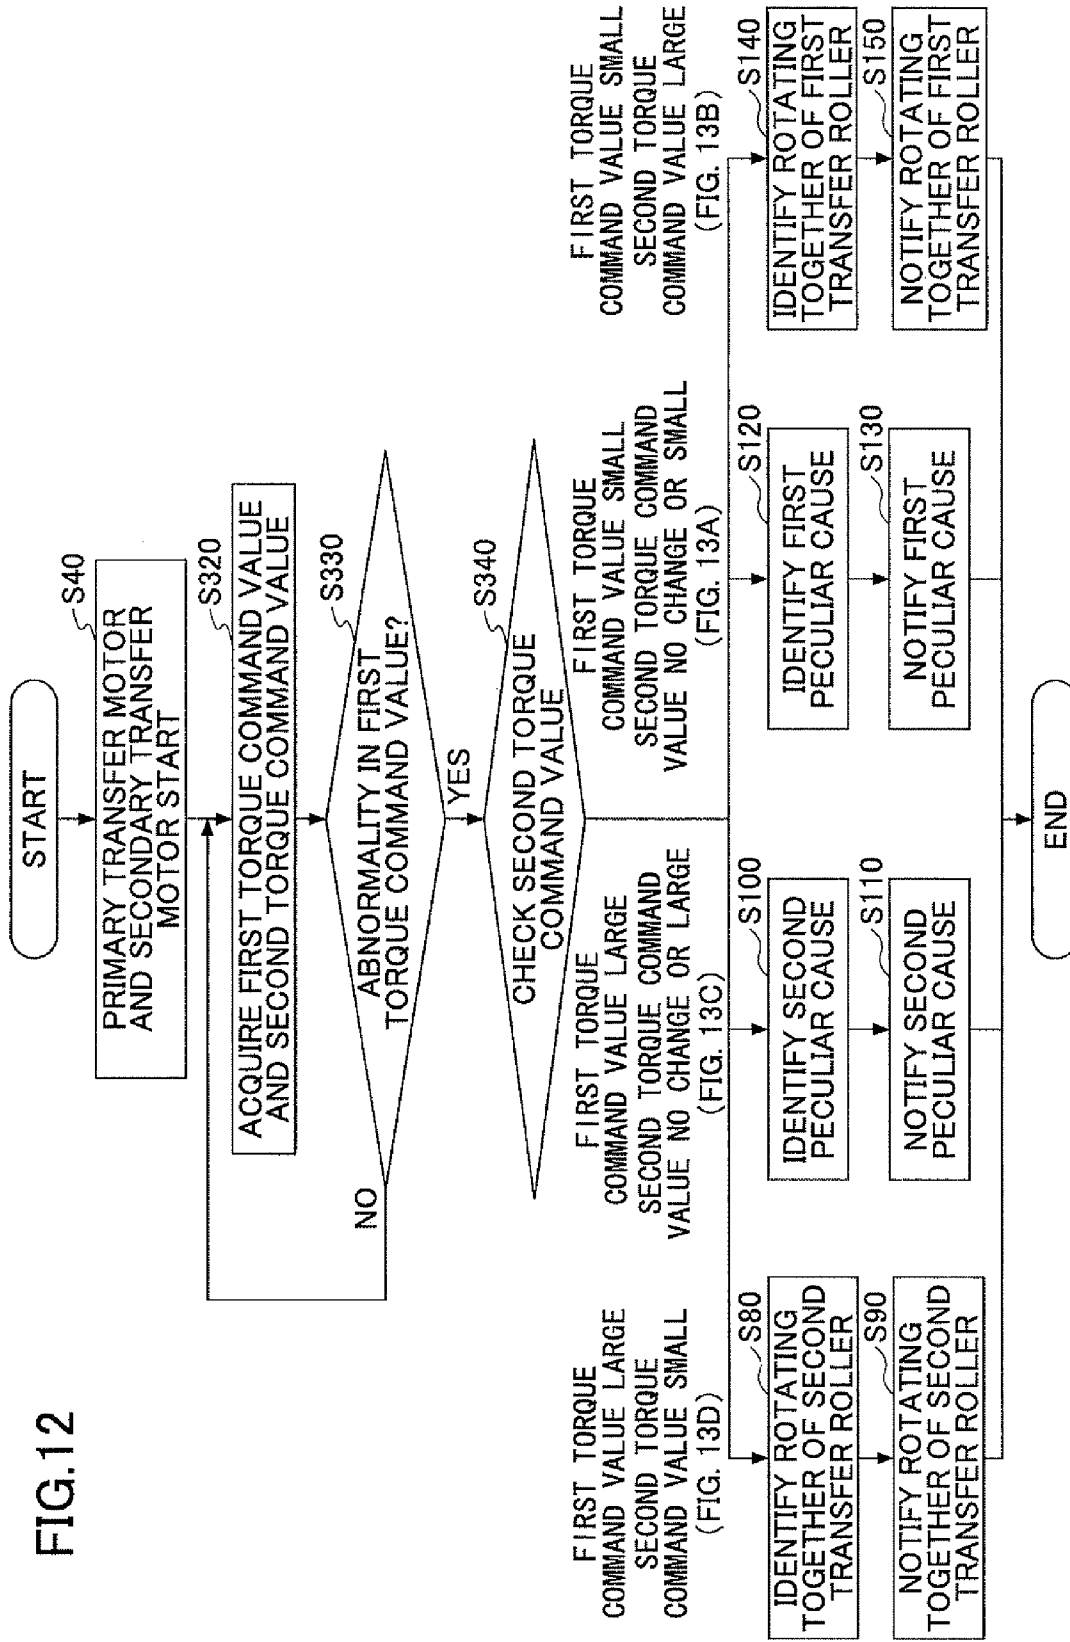 FIG.12
START
S40
PRIMARY TRANSFER MOTOR
AND SECONDARY TRANSFER
MOTOR START
S320
ACQUIRE FIRST TORQUE COMMAND VALUE
AND SECOND TORQUE COMMAND VALUE
S330
ABNORMALITY IN FIRST
TORQUE COMMAND VALUE?
NO
YES
S340
CHECK SECOND TORQUE
COMMAND VALUE
FIRST TORQUE
COMMAND VALUE LARGE
SECOND TORQUE
COMMAND VALUE SMALL
(FIG. 13D)
S80
IDENTIFY ROTATING
TOGETHER OF SECOND
TRANSFER ROLLER
S90
NOTIFY ROTATING
TOGETHER OF SECOND
TRANSFER ROLLER
FIRST TORQUE
COMMAND VALUE LARGE
SECOND TORQUE COMMAND
VALUE NO CHANGE OR LARGE
(FIG. 13C)
S100
IDENTIFY SECOND
PECULIAR CAUSE
S110
NOTIFY SECOND
PECULIAR CAUSE
FIRST TORQUE
COMMAND VALUE SMALL
SECOND TORQUE COMMAND
VALUE NO CHANGE OR SMALL
(FIG. 13A)
S120
IDENTIFY FIRST
PECULIAR CAUSE
S130
NOTIFY FIRST
PECULIAR CAUSE
FIRST TORQUE
COMMAND VALUE SMALL
SECOND TORQUE
COMMAND VALUE LARGE
(FIG. 13B)
S140
IDENTIFY ROTATING
TOGETHER OF FIRST
TRANSFER ROLLER
S150
NOTIFY ROTATING
TOGETHER OF FIRST
TRANSFER ROLLER
END